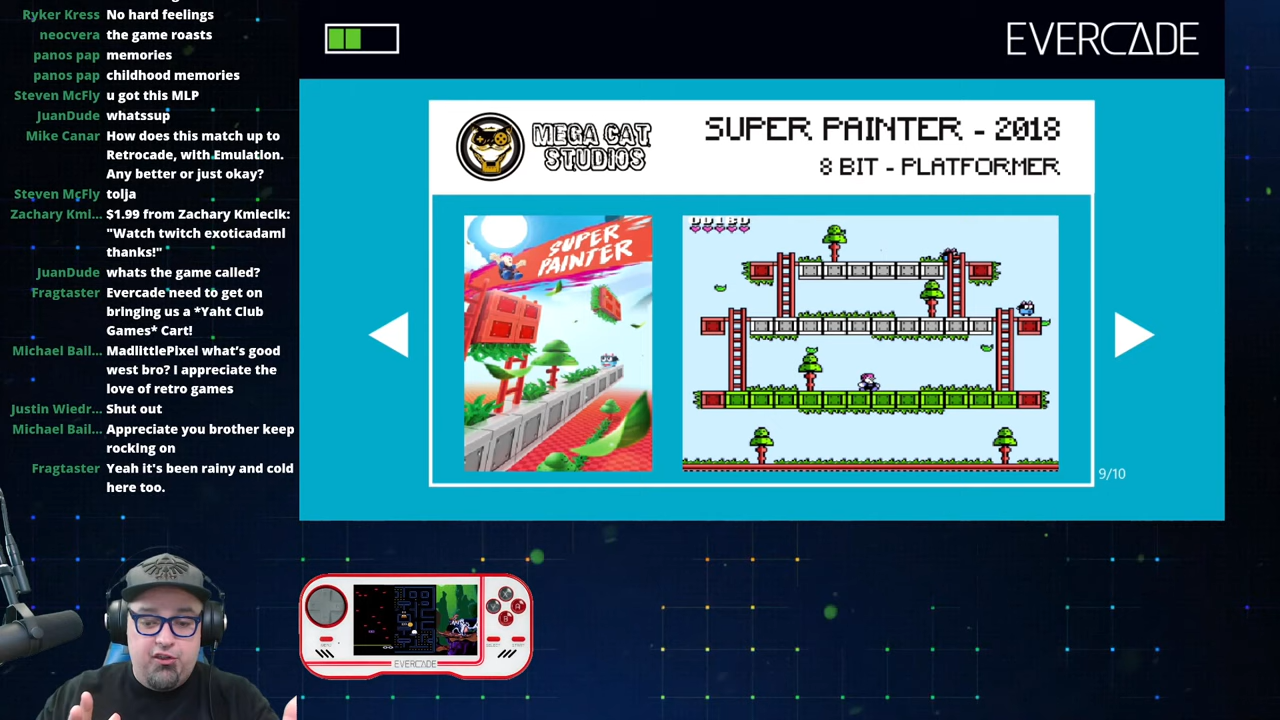 Ryker Kress No hard feelings
neocvera the game roasts
panos pap memories
panos pap childhood memories
Steven McFly u got this MLP
JuanDude whatssup
Mike Canar How does this match up to
Retrocade, with Emulation.
Any better or just okay?
Steven McFly tolja
Zachary Kml... $1.99 from Zachary Kmlecik:
"Watch twitch exoticadaml
thanks!"
JuanDude whats the game called?
Fragtaster Evercade need to get on
bringing us a *Yaht Club
Games* Cart!
Michael Bail... MadlittlePixel what's good
west bro? I appreciate the
love of retro games
Justin Wiedr... Shut out
Michael Bail... Appreciate you brother keep
rocking on
Fragtaster Yeah it's been rainy and cold
here too.
EVERCADE
MEGA CAT
STUDIOS
SUPER PAINTER - 2018
8 BIT - PLATFORMER
SUPER
PAINTER
9/10
EVERCADE